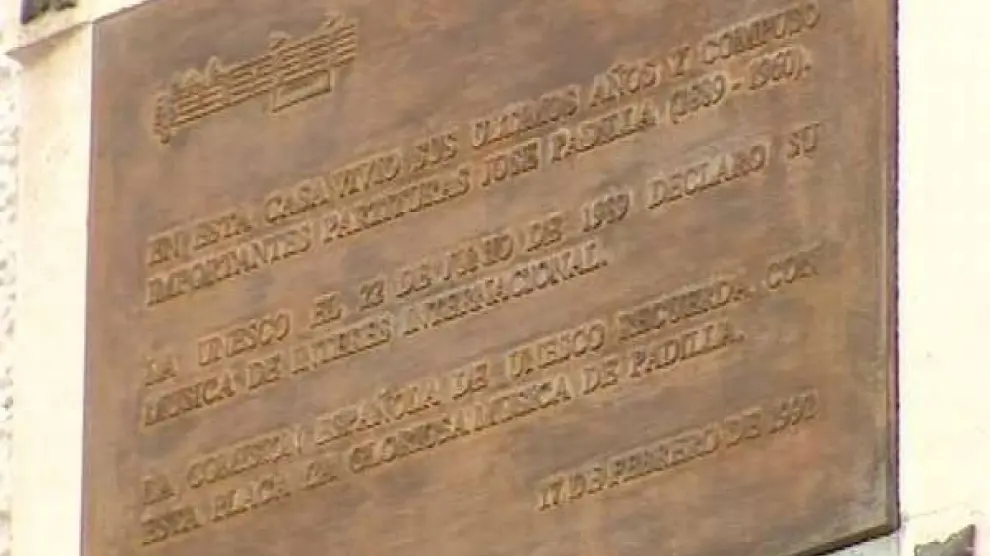 EN ESTA CASA VIVIO SUS ULTIMOS AÑOS Y COMPUSO
IMPORTANTES PARTITURAS JOSE PADILLA (1889 - 1960).
LA UNESCO EL 22 DE JUNIO DE 1989 DECLARO SU
MUSICA DE INTERES INTERNACIONAL.
LA COMISION ESPAÑOLA DE UNESCO RECUERDA, CON
ESTA PLACA LA GLORIOSA MUSICA DE PADILLA.
17 DE FEBRERO DE 1990